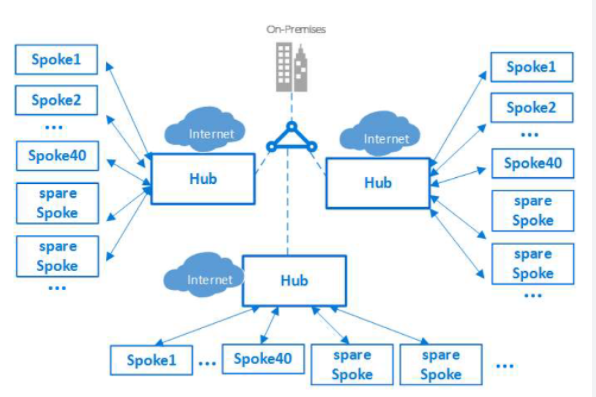 On-Premises
Spoke1
Spoke2
...
Spoke40
spare
Spoke
spare
Spoke
...
Internet
Hub
Internet
Hub
Spoke1
Spoke2
...
Spoke40
spare
Spoke
spare
Spoke
...
Internet
Hub
Spoke1
...
Spoke40
spare
Spoke
spare
Spoke
...